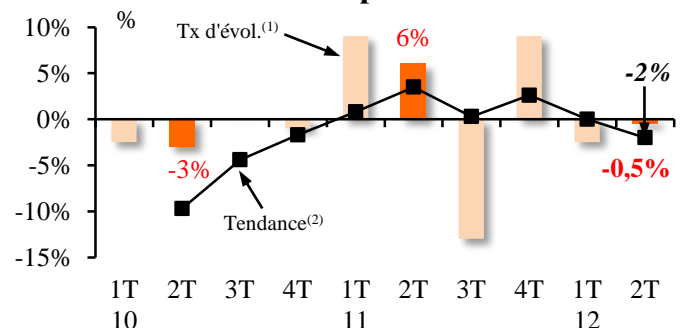 10%
%
Tx d'évol.(1)
6%
5%
-2%
0%
-5%
-3%
-0,5%
-10%
Tendance(2)
-15%
1T 2T 3T 4T 1T 2T 3T 4T 1T 2T
10 11 12